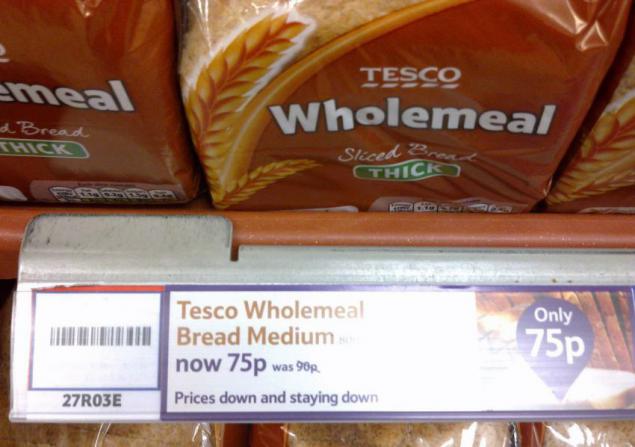 TESCO
Wholemeal
Sliced Bread
THICK
emeal
d Bread
THICK
Tesco Wholemeal
Bread Medium
now 75p was 90p
Prices down and staying down
Only
75p
27R03E